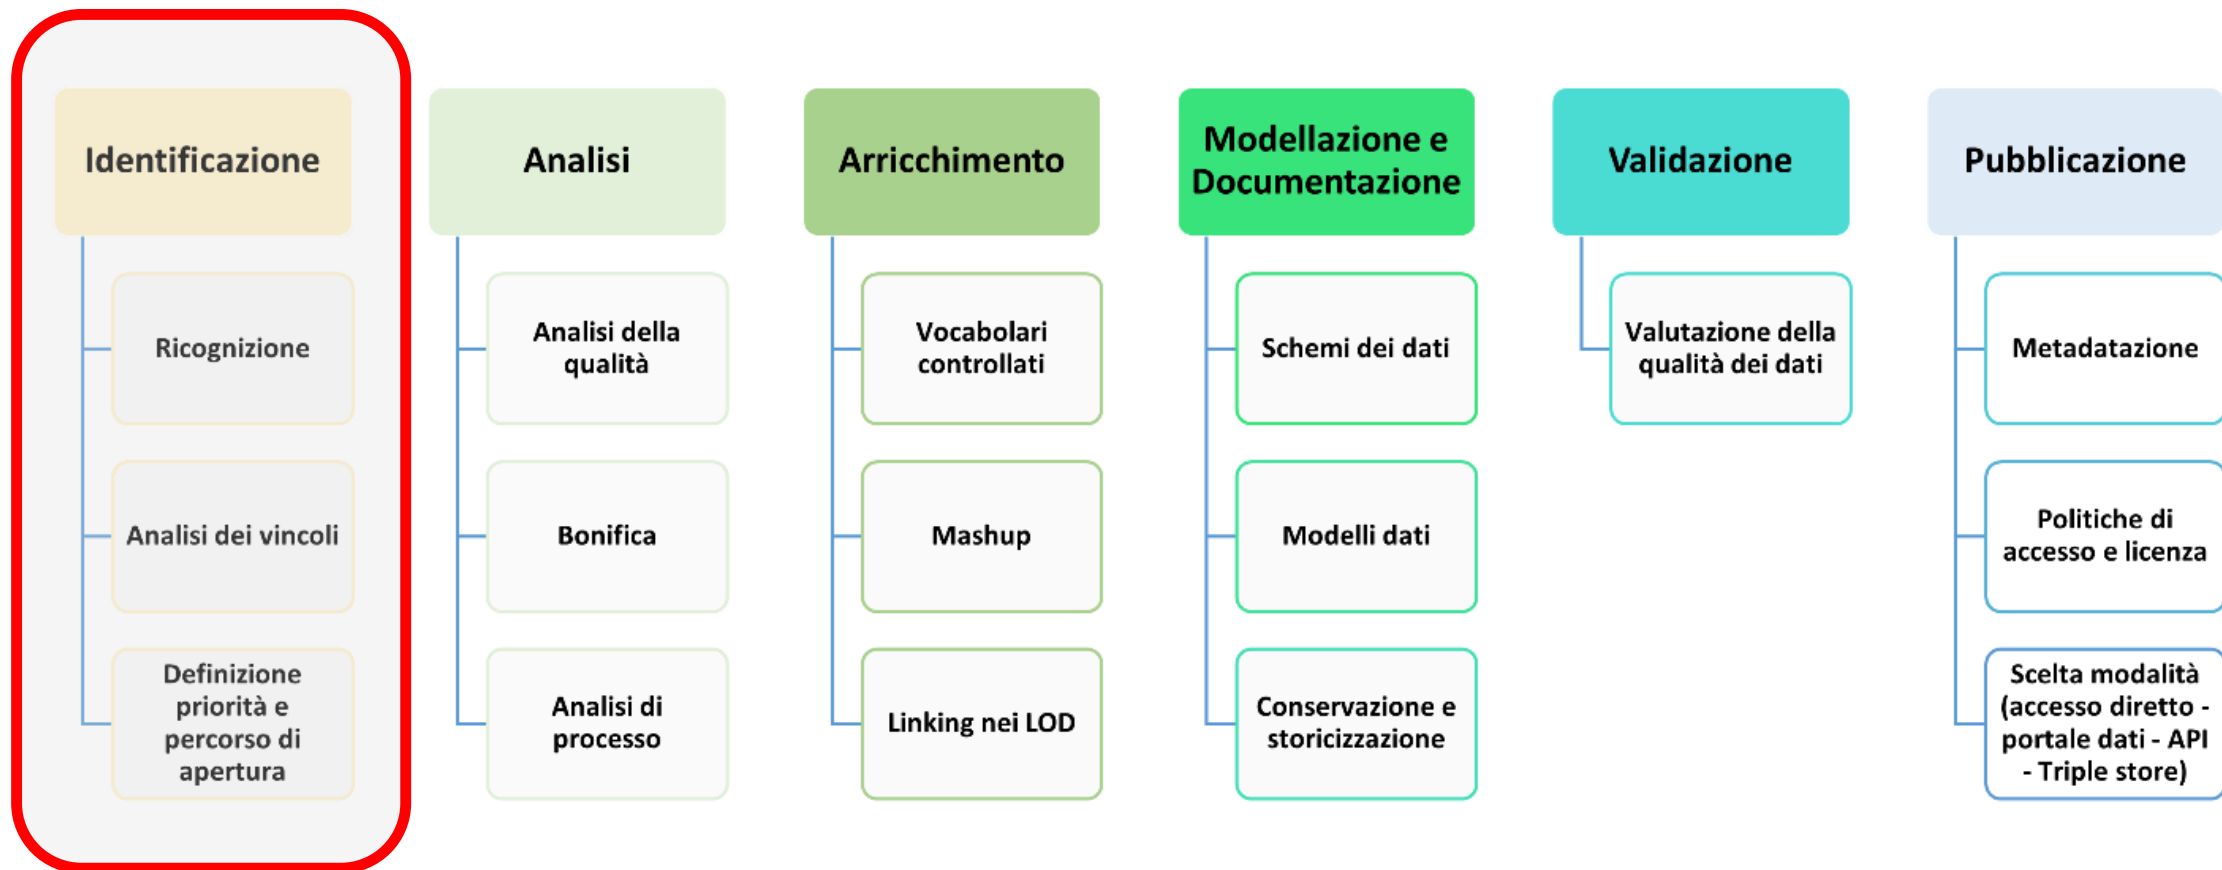 Identificazione
Ricognizione
Analisi dei vincoli
Definizione
priorità e
percorso di
apertura
Analisi
Analisi della
qualità
Bonifica
Analisi di
processo
Arricchimento
Vocabolari
controllati
Mashup
Linking nei LOD
Modellazione e
Documentazione
Schemi dei dati
Modelli dati
Conservazione e
storicizzazione
Validazione
Valutazione della
qualità dei dati
Pubblicazione
Metadatazione
Politiche di
accesso e licenza
Scelta modalità
(accesso diretto -
portale dati - API
- Triple store)